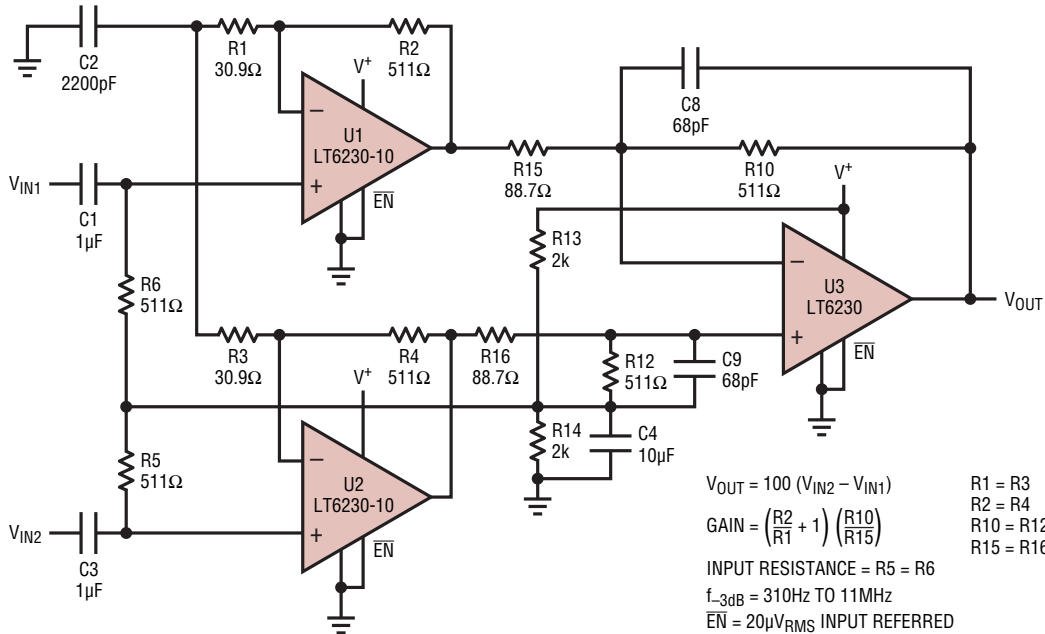 C2
2200pF
R1
30.9Ω
R2
511Ω
V+
U1
LT6230-10
−
+
EN
VIN1
C1
1µF
R15
88.7Ω
C8
68pF
R10
511Ω
V+
R13
2k
R6
511Ω
−
+
U3
LT6230
EN
VOUT
R3
30.9Ω
R4
511Ω
R16
88.7Ω
R12
511Ω
C9
68pF
V+
R14
2k
C4
10µF
R5
511Ω
−
+
U2
LT6230-10
EN
VIN2
C3
1µF
VOUT = 100 (VIN2 – VIN1)
GAIN = (R2/R1 + 1) (R10/R15)
INPUT RESISTANCE = R5 = R6
f–3dB = 310Hz TO 11MHz
EN = 20µVRMS INPUT REFERRED
R1 = R3
R2 = R4
R10 = R12
R15 = R16